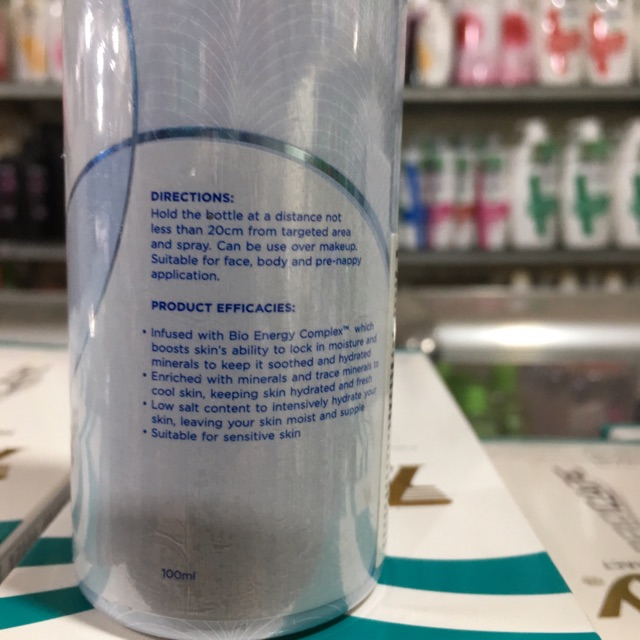 DIRECTIONS:
Hold the bottle at a distance not
less than 20cm from targeted area
and spray. Can be use over makeup.
Suitable for face, body and pre-nappy
application.
PRODUCT EFFICACIES:
• Infused with Bio Energy Complex™ which
boosts skin's ability to lock in moisture and
minerals to keep it soothed and hydrated
• Enriched with minerals and trace minerals to
cool skin, keeping skin hydrated and fresh
• Low salt content to intensively hydrate your
skin, leaving your skin moist and supple
• Suitable for sensitive skin
100ml